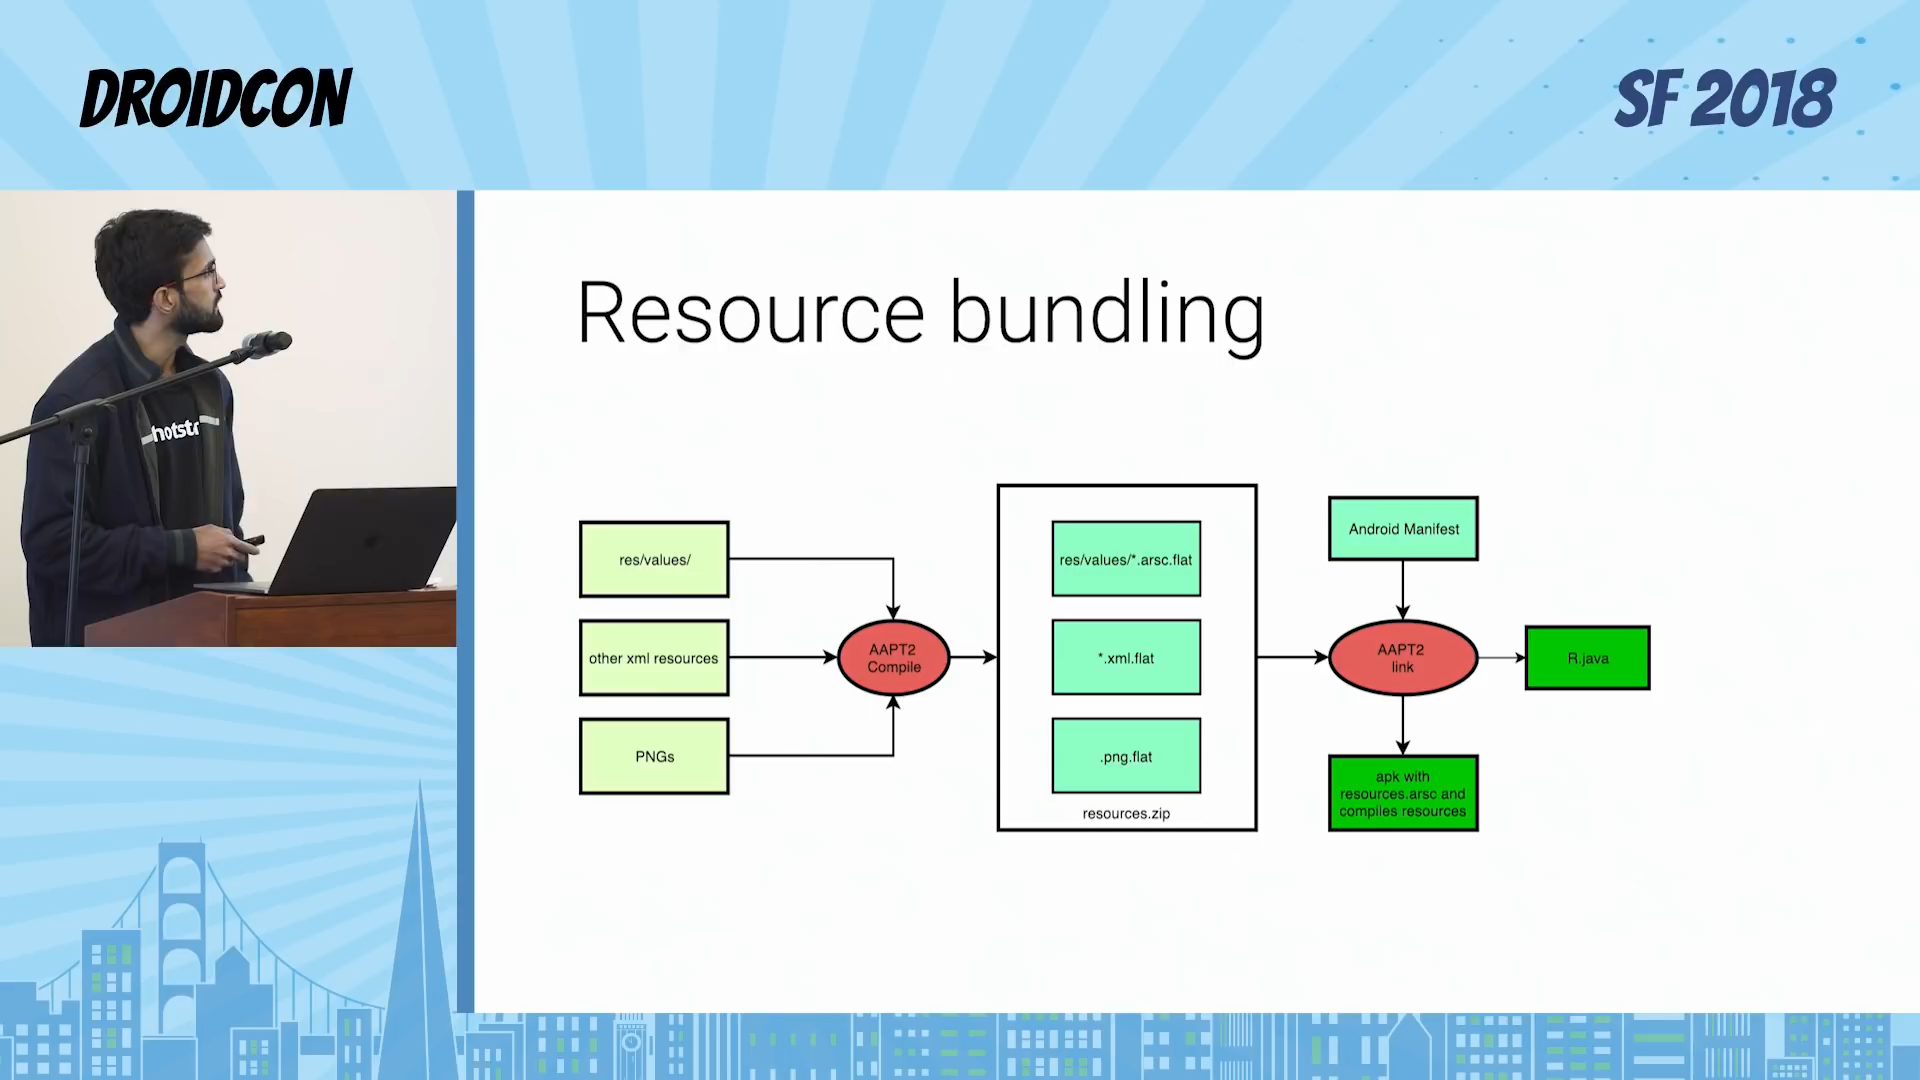 DROIDCON
SF 2018
hotst
Resource bundling
res/values/
other xml resources
PNGs
AAPT2
Compile
res/values/*.arsc.flat
*.xml.flat
.png.flat
resources.zip
Android Manifest
AAPT2
link
R.java
apk with
resources.arsc and
compiles resources